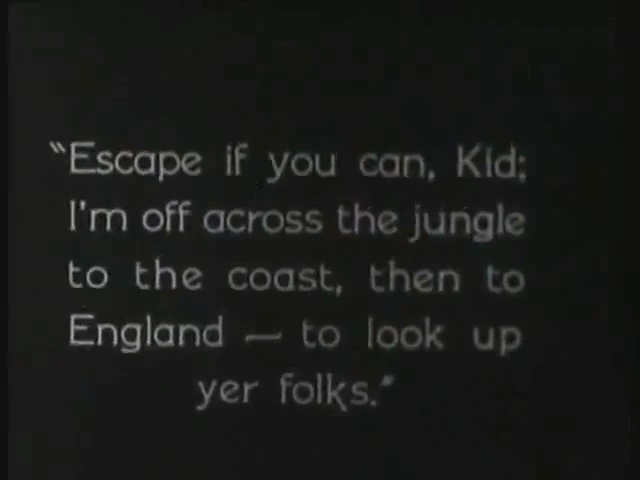 "Escape if you can, Kid;
I'm off across the jungle
to the coast, then to
England — to look up
yer folks."